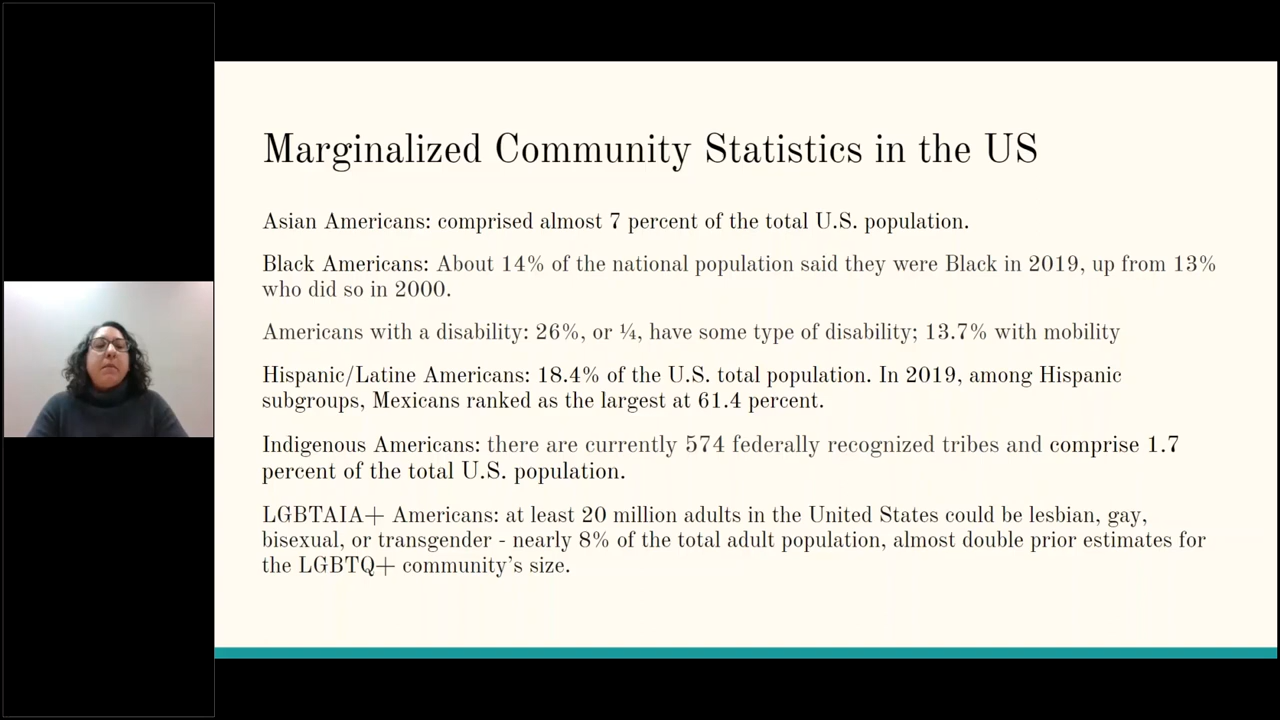 Marginalized Community Statistics in the US
Asian Americans: comprised almost 7 percent of the total U.S. population.
Black Americans: About 14% of the national population said they were Black in 2019, up from 13%
who did so in 2000.
Americans with a disability: 26%, or ¼, have some type of disability; 13.7% with mobility
Hispanic/Latine Americans: 18.4% of the U.S. total population. In 2019, among Hispanic
subgroups, Mexicans ranked as the largest at 61.4 percent.
Indigenous Americans: there are currently 574 federally recognized tribes and comprise 1.7
percent of the total U.S. population.
LGBTAIA+ Americans: at least 20 million adults in the United States could be lesbian, gay,
bisexual, or transgender - nearly 8% of the total adult population, almost double prior estimates for
the LGBTQ+ community’s size.